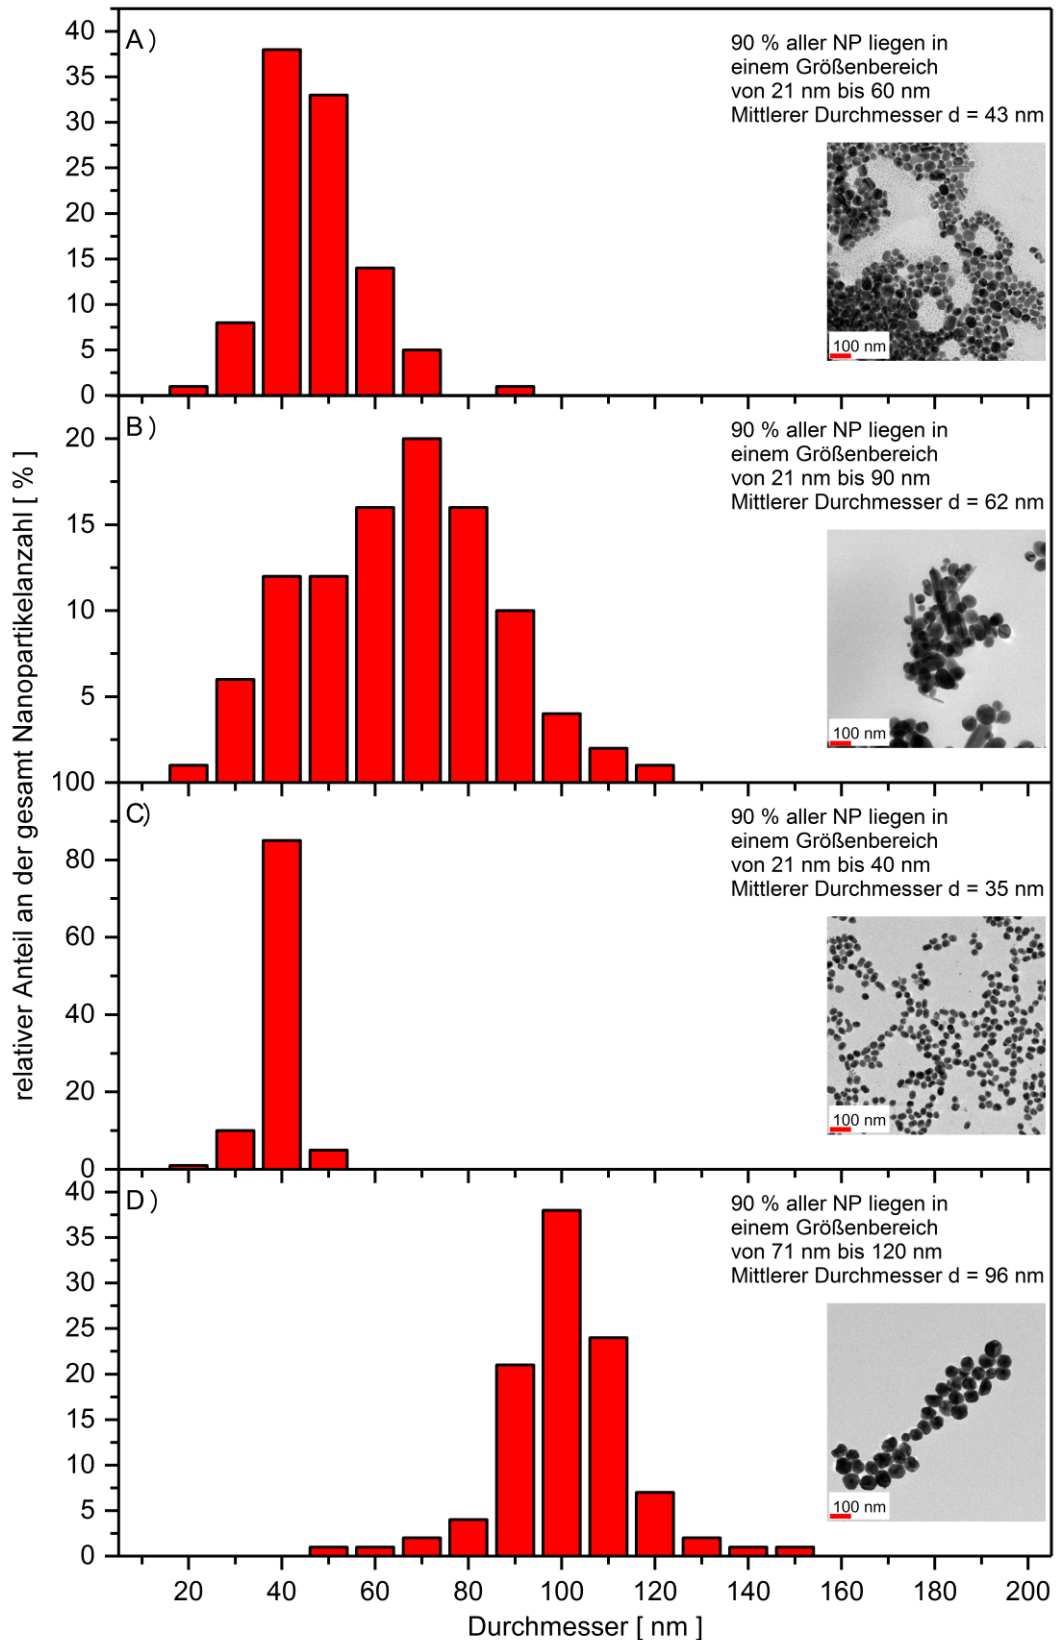 relativer Anteil an der gesamt Nanopartikelanzahl [ % ]
A)
40
35
30
25
20
15
10
5
0
90 % aller NP liegen in
einem Größenbereich
von 21 nm bis 60 nm
Mittlerer Durchmesser d = 43 nm
100 nm
B)
20
15
10
5
90 % aller NP liegen in
einem Größenbereich
von 21 nm bis 90 nm
Mittlerer Durchmesser d = 62 nm
100 nm
C)
100
80
60
40
20
0
90 % aller NP liegen in
einem Größenbereich
von 21 nm bis 40 nm
Mittlerer Durchmesser d = 35 nm
100 nm
D)
40
35
30
25
20
15
10
5
0
90 % aller NP liegen in
einem Größenbereich
von 71 nm bis 120 nm
Mittlerer Durchmesser d = 96 nm
100 nm
20 40 60 80 100 120 140 160 180 200
Durchmesser [ nm ]